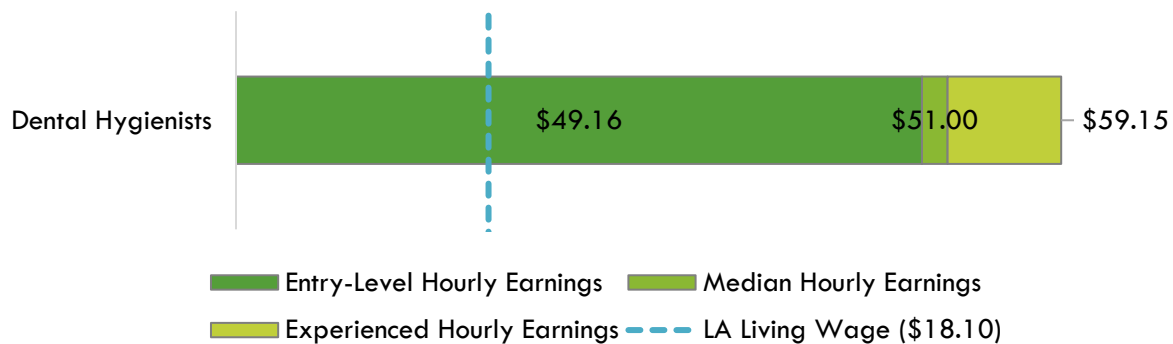 Dental Hygienists $49.16 $51.00 $59.15
Entry-Level Hourly Earnings Median Hourly Earnings
Experienced Hourly Earnings LA Living Wage ($18.10)